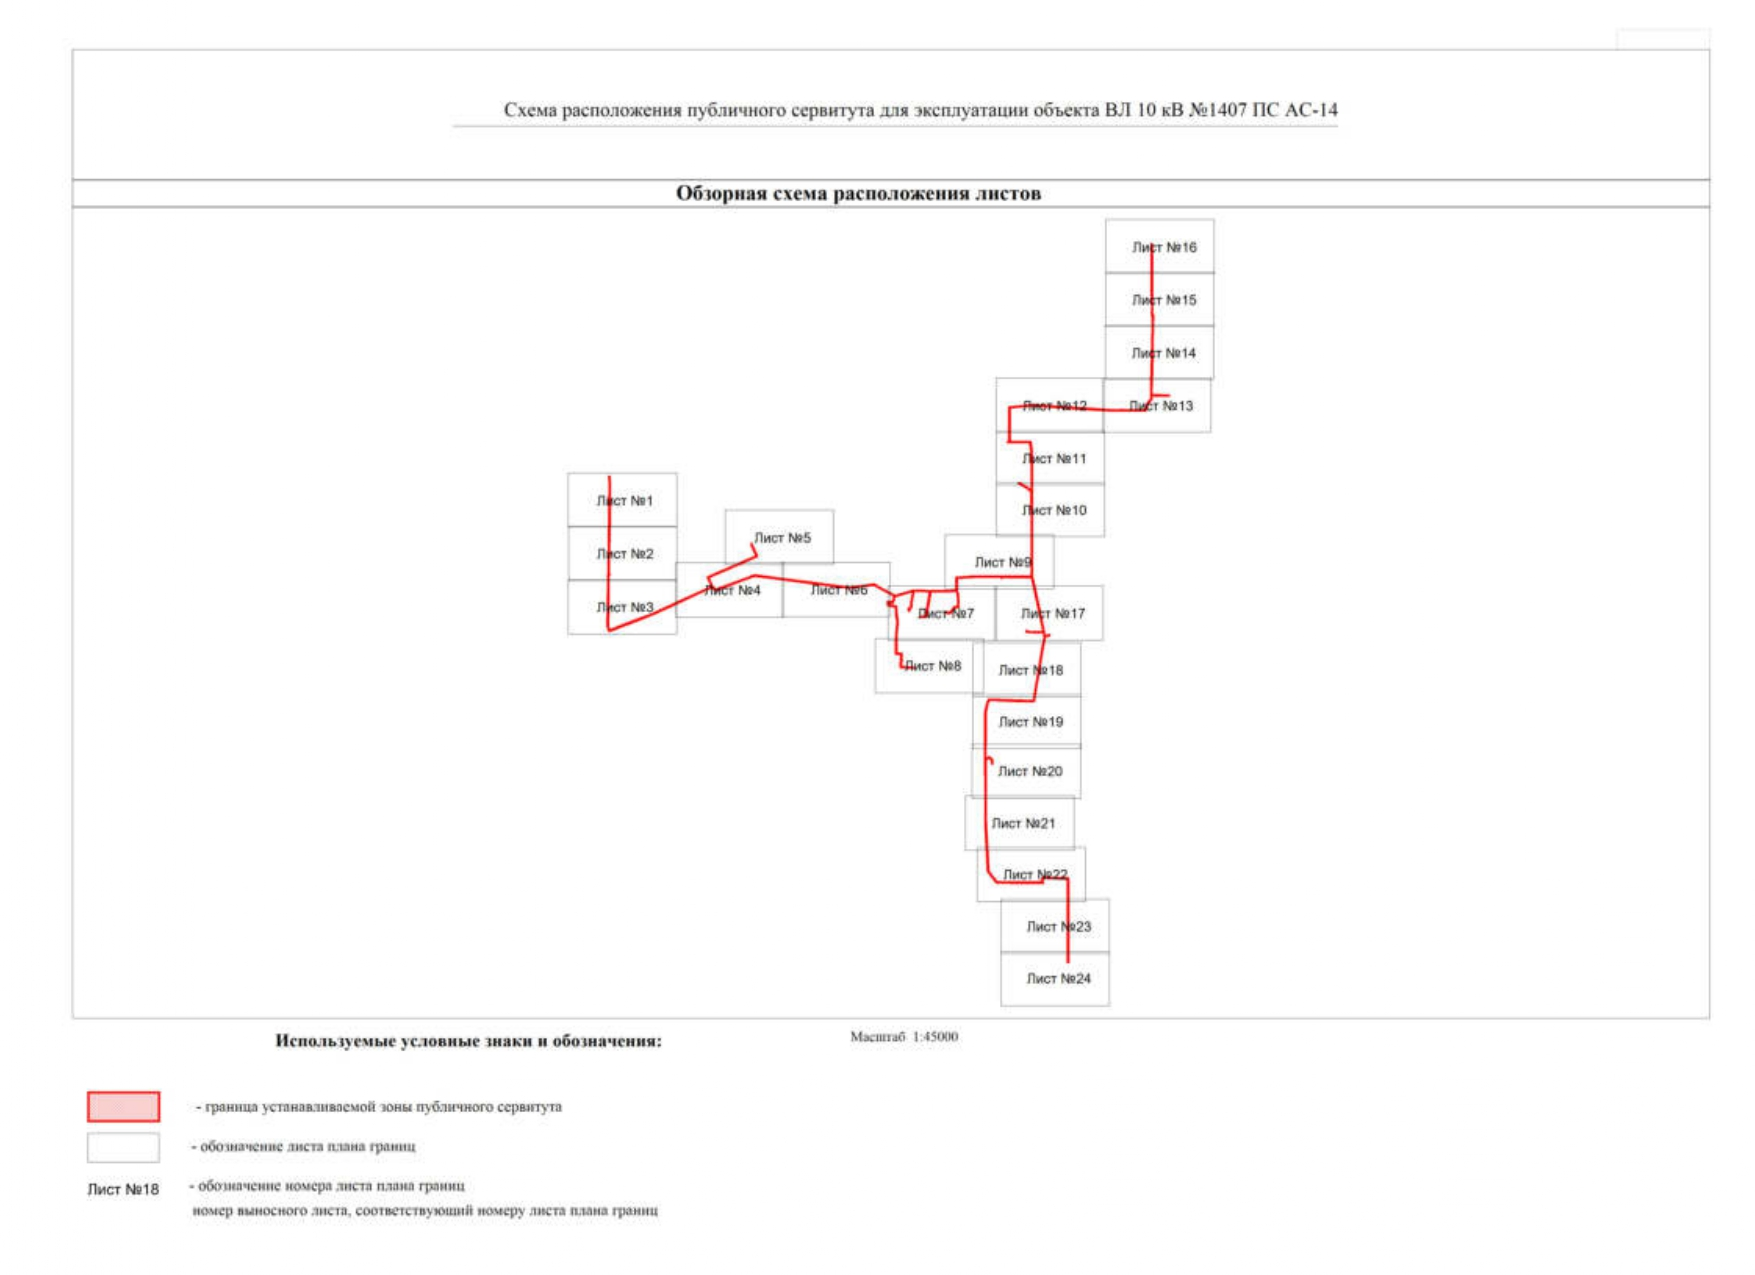 Схема расположения публичного сервитута для эксплуатации объекта ВЛ 10 кВ №1407 ПС АС-14
Обзорная схема расположения листов
Лист №16
Лист №15
Лист №14
Лист №12
Лист №13
Лист №11
Лист №1
Лист №10
Лист №5
Лист №2
Лист №9
Лист №4
Лист №6
Лист №3
Лист №7
Лист №17
Лист №8
Лист №18
Лист №19
Лист №20
Лист №21
Лист №22
Лист №23
Лист №24
Используемые условные знаки и обозначения:
Масштаб 1:45000
- граница устанавливаемой зоны публичного сервитута
- обозначение листа плана границ
Лист №18
- обозначение номера листа плана границ
номер выносного листа, соответствующий номеру листа плана границ